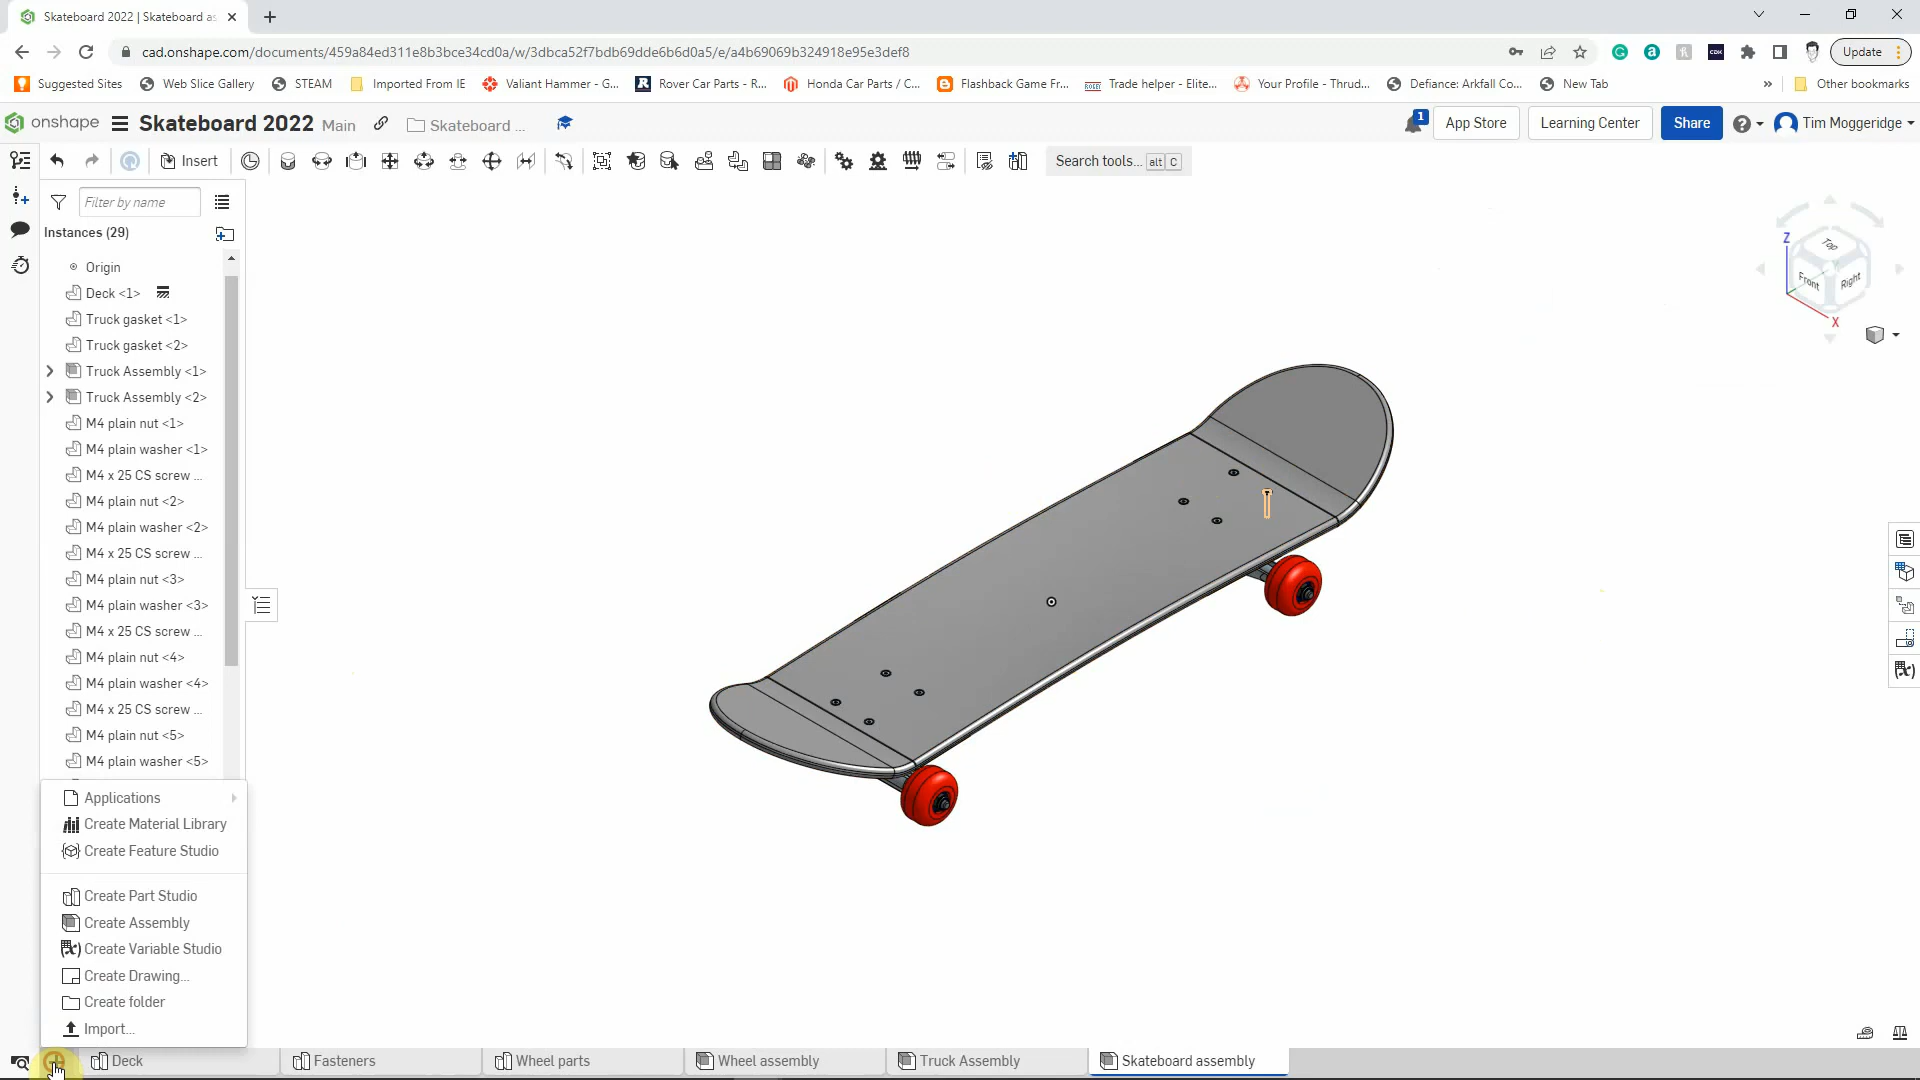 Skateboard 2022 | Skateboard as
cad.onshape.com/documents/459a84ed311e8b3bce34cd0a/w/3dbca52f7bdb69dde6b6d0a5/e/a4b69069b324918e95e3def8
Update
Suggested Sites
Web Slice Gallery
STEAM
Imported From IE
Valiant Hammer - G...
Rover Car Parts - R...
Honda Car Parts / C...
Flashback Game Fr...
Trade helper - Elite...
Your Profile - Thrud...
Defiance: Arkfall Co...
New Tab
»
Other bookmarks
onshape
Skateboard 2022
Main
Skateboard ...
1
App Store
Learning Center
Share
Tim Moggeridge
Insert
Search tools... alt C
Filter by name
Instances (29)
Origin
Deck <1>
Truck gasket <1>
Truck gasket <2>
Truck Assembly <1>
Truck Assembly <2>
M4 plain nut <1>
M4 plain washer <1>
M4 x 25 CS screw ...
M4 plain nut <2>
M4 plain washer <2>
M4 x 25 CS screw ...
M4 plain nut <3>
M4 plain washer <3>
M4 x 25 CS screw ...
M4 plain nut <4>
M4 plain washer <4>
M4 x 25 CS screw ...
M4 plain nut <5>
M4 plain washer <5>
Z
Top
Front
Right
X
Applications
Create Material Library
Create Feature Studio
Create Part Studio
Create Assembly
Create Variable Studio
Create Drawing...
Create folder
Import...
Deck
Fasteners
Wheel parts
Wheel assembly
Truck Assembly
Skateboard assembly